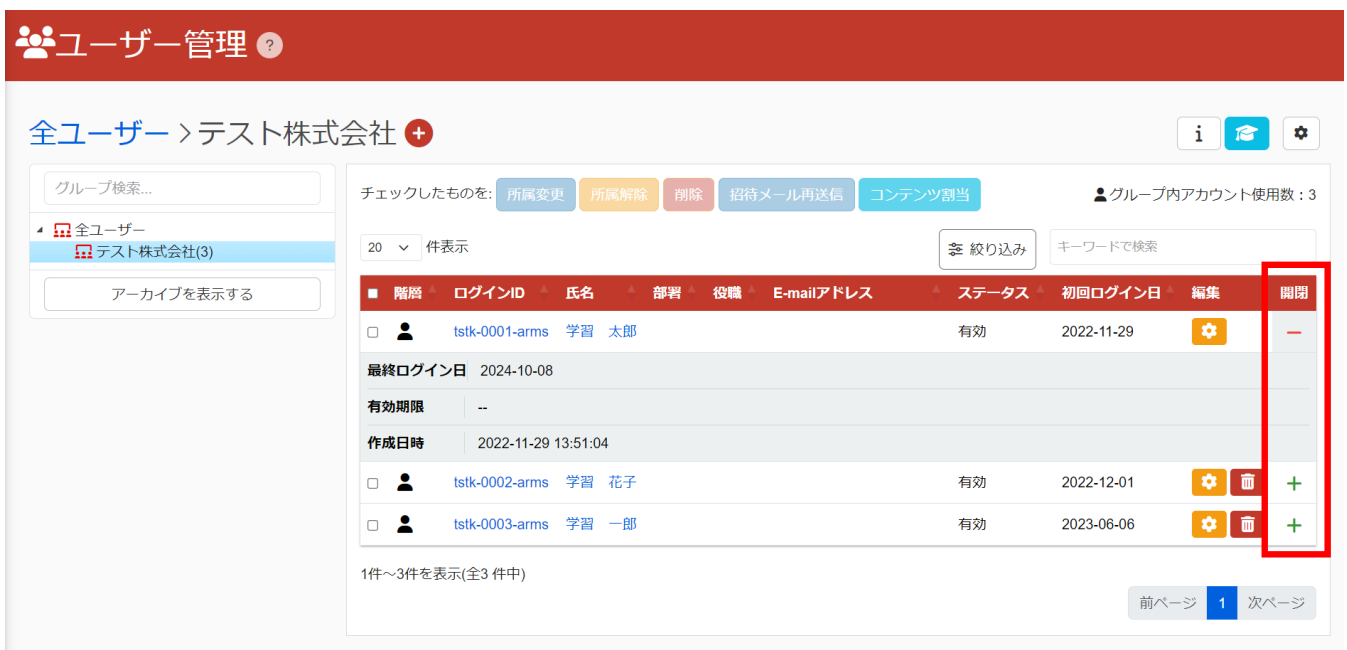 ユーザー管理 ?
全ユーザー > テスト株式会社 +
i
グループ検索...
全ユーザー
テスト株式会社(3)
アーカイブを表示する
チェックしたものを: 所属変更 所属解除 削除 招待メール再送信 コンテンツ割当 グループ内アカウント使用数：3
20 件表示 絞り込み キーワードで検索
階層 ログインID 氏名 部署 役職 E-mailアドレス ステータス 初回ログイン日 編集 開閉
tstk-0001-arms 学習 太郎 有効 2022-11-29 −
最終ログイン日 2024-10-08
有効期限 --
作成日時 2022-11-29 13:51:04
tstk-0002-arms 学習 花子 有効 2022-12-01 +
tstk-0003-arms 学習 一郎 有効 2023-06-06 +
1件～3件を表示(全3 件中)
前ページ 1 次ページ